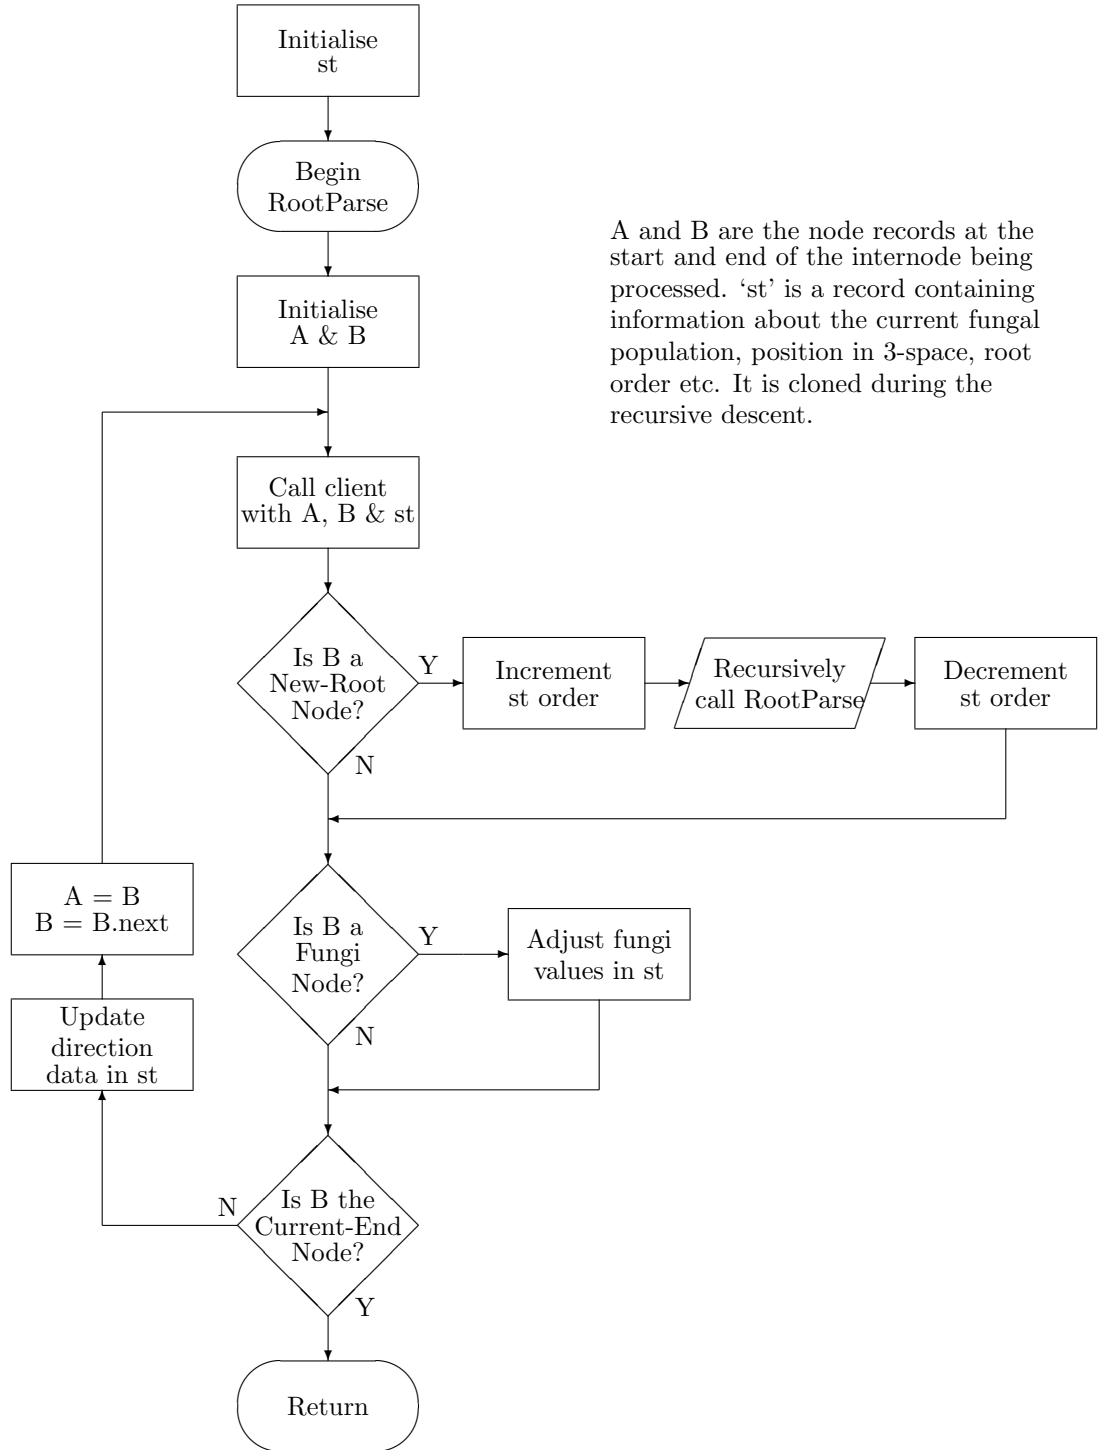 Initialise
st
Begin
RootParse
A and B are the node records at the
start and end of the internode being
processed. ‘st’ is a record containing
information about the current fungal
population, position in 3-space, root
order etc. It is cloned during the
recursive descent.
Initialise
A & B
Call client
with A, B & st
Is B a
New-Root
Node?
Y
N
Increment
st order
Recursively
call RootParse
Decrement
st order
A = B
B = B.next
Is B a
Fungi
Node?
Y
N
Adjust fungi
values in st
Update
direction
data in st
Is B the
Current-End
Node?
N
Y
Return